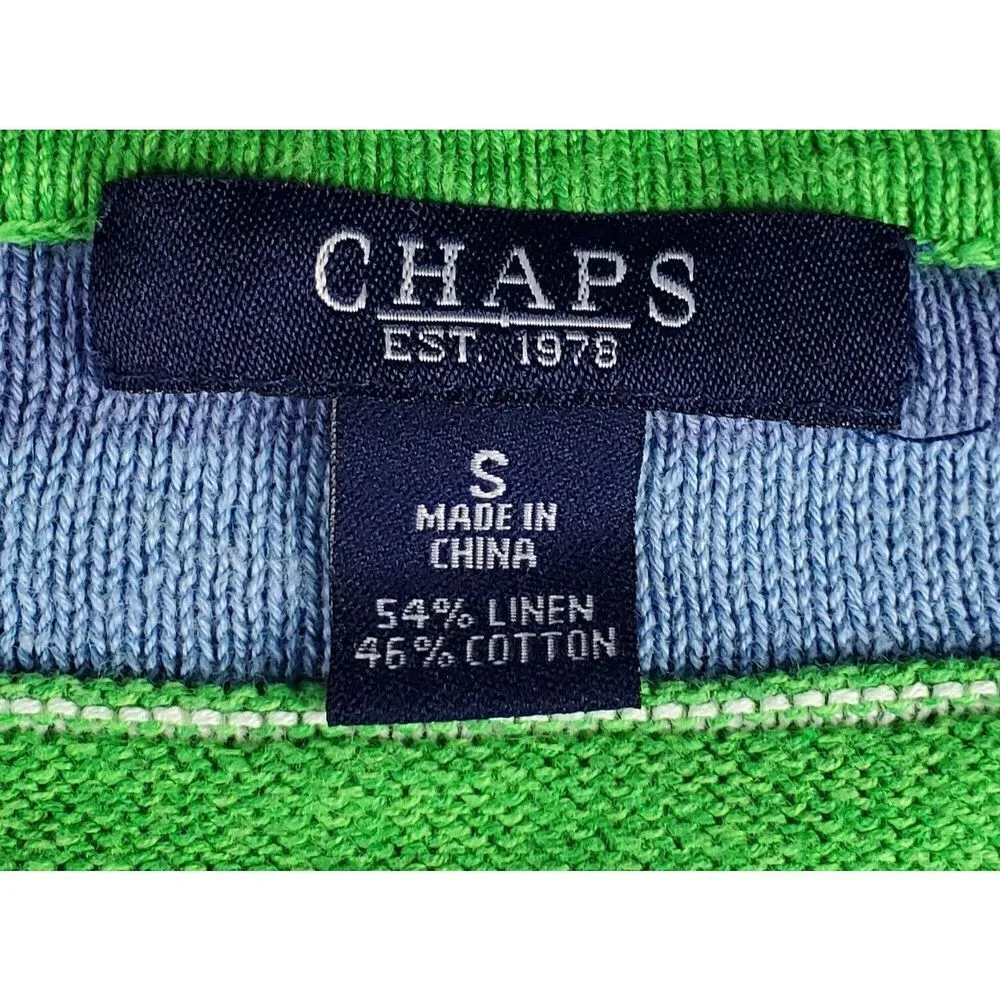 CHAPS
EST. 1978
S
MADE IN
CHINA
54% LINEN
46% COTTON